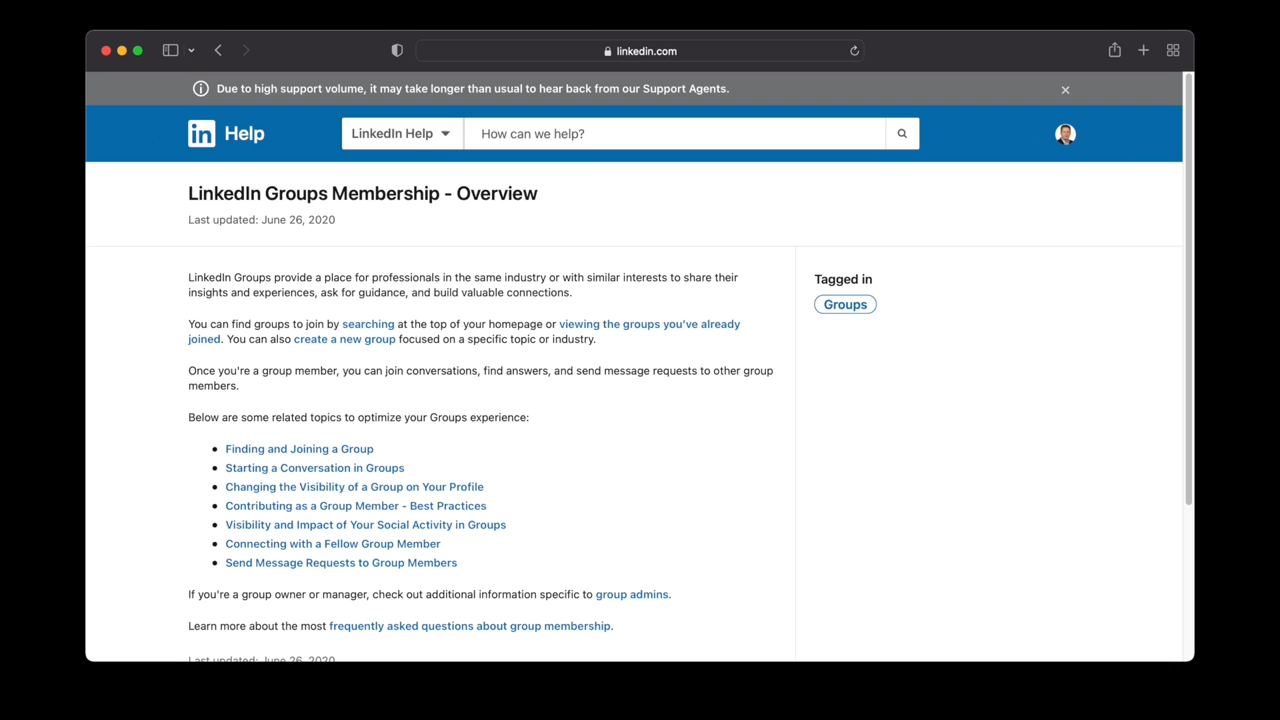 linkedin.com
Due to high support volume, it may take longer than usual to hear back from our Support Agents.
in Help
LinkedIn Help
How can we help?
LinkedIn Groups Membership - Overview
Last updated: June 26, 2020
LinkedIn Groups provide a place for professionals in the same industry or with similar interests to share their
insights and experiences, ask for guidance, and build valuable connections.
You can find groups to join by searching at the top of your homepage or viewing the groups you’ve already
joined. You can also create a new group focused on a specific topic or industry.
Once you're a group member, you can join conversations, find answers, and send message requests to other group
members.
Below are some related topics to optimize your Groups experience:
Finding and Joining a Group
Starting a Conversation in Groups
Changing the Visibility of a Group on Your Profile
Contributing as a Group Member - Best Practices
Visibility and Impact of Your Social Activity in Groups
Connecting with a Fellow Group Member
Send Message Requests to Group Members
If you're a group owner or manager, check out additional information specific to group admins.
Learn more about the most frequently asked questions about group membership.
Last updated: June 26, 2020
Tagged in
Groups